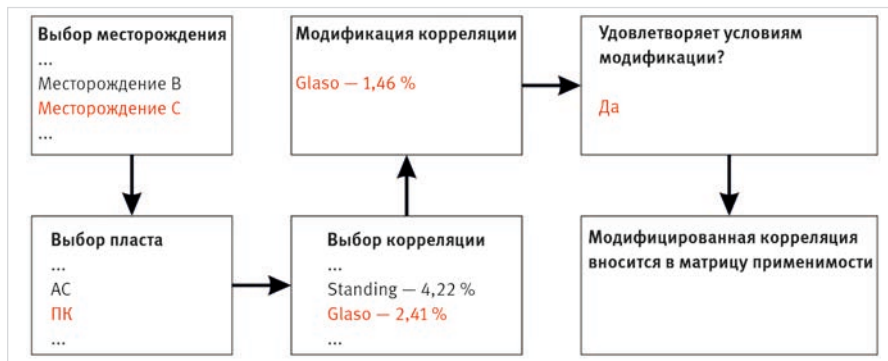 Выбор месторождения
...
Месторождение В
Месторождение С
...
Выбор пласта
...
АС
ПК
...
Выбор корреляции
...
Standing — 4,22 %
Glaso — 2,41 %
...
Модификация корреляции
Glaso — 1,46 %
Удовлетворяет условиям
модификации?
Да
Модифицированная корреляция
вносится в матрицу применимости